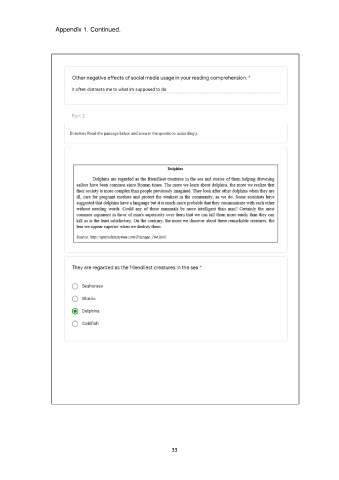 Appendix 1. Continued.
Other negative effects of social media usage in your reading comprehension. *
it often distracts me to what im supposed to do
Part 2
Direction: Read the passage below and answer the questions accordingly.
Dolphins
Dolphins are regarded as the friendliest creatures in the sea and stories of them helping drowning
sailors have been common since Roman times. The more we learn about dolphins, the more we realize that
their society is more complex than people previously imagined. They look after other dolphins when they are
ill, care for pregnant mothers and protect the weakest in the community, as we do. Some scientists have
suggested that dolphins have a language but it is much more probable that they communicate with each other
without needing words. Could any of these mammals be more intelligent than man? Certainly the most
common argument in favor of man's superiority over them that we can kill them more easily than they can
kill us is the least satisfactory. On the contrary, the more we discover about these remarkable creatures, the
less we appear superior when we destroy them.
They are regarded as the friendliest creatures in the sea *
Seahorses
Sharks
Dolphins
Goldfish
33